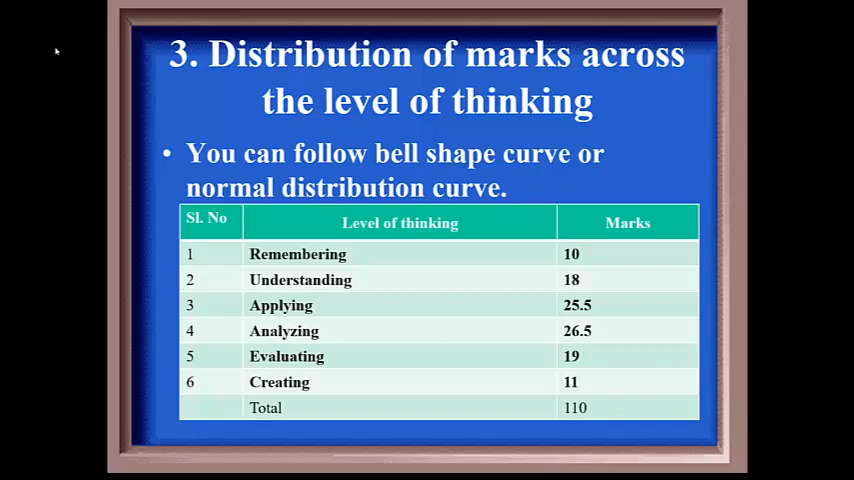 3. Distribution of marks across
the level of thinking
• You can follow bell shape curve or
normal distribution curve.
Sl. No Level of thinking Marks
1 Remembering 10
2 Understanding 18
3 Applying 25.5
4 Analyzing 26.5
5 Evaluating 19
6 Creating 11
Total 110